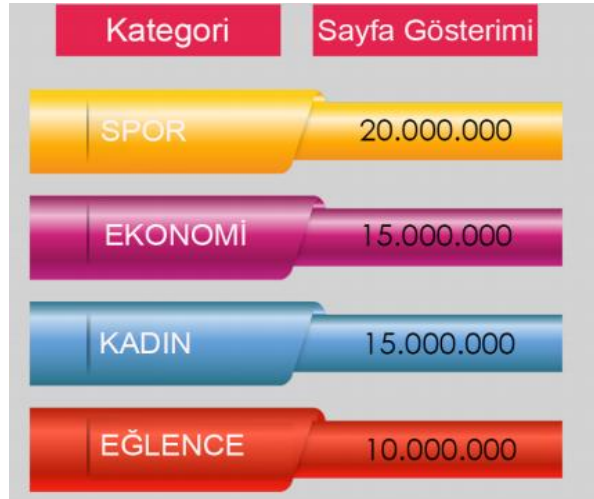 Kategori Sayfa Gösterimi
SPOR 20.000.000
EKONOMİ 15.000.000
KADIN 15.000.000
EĞLENCE 10.000.000